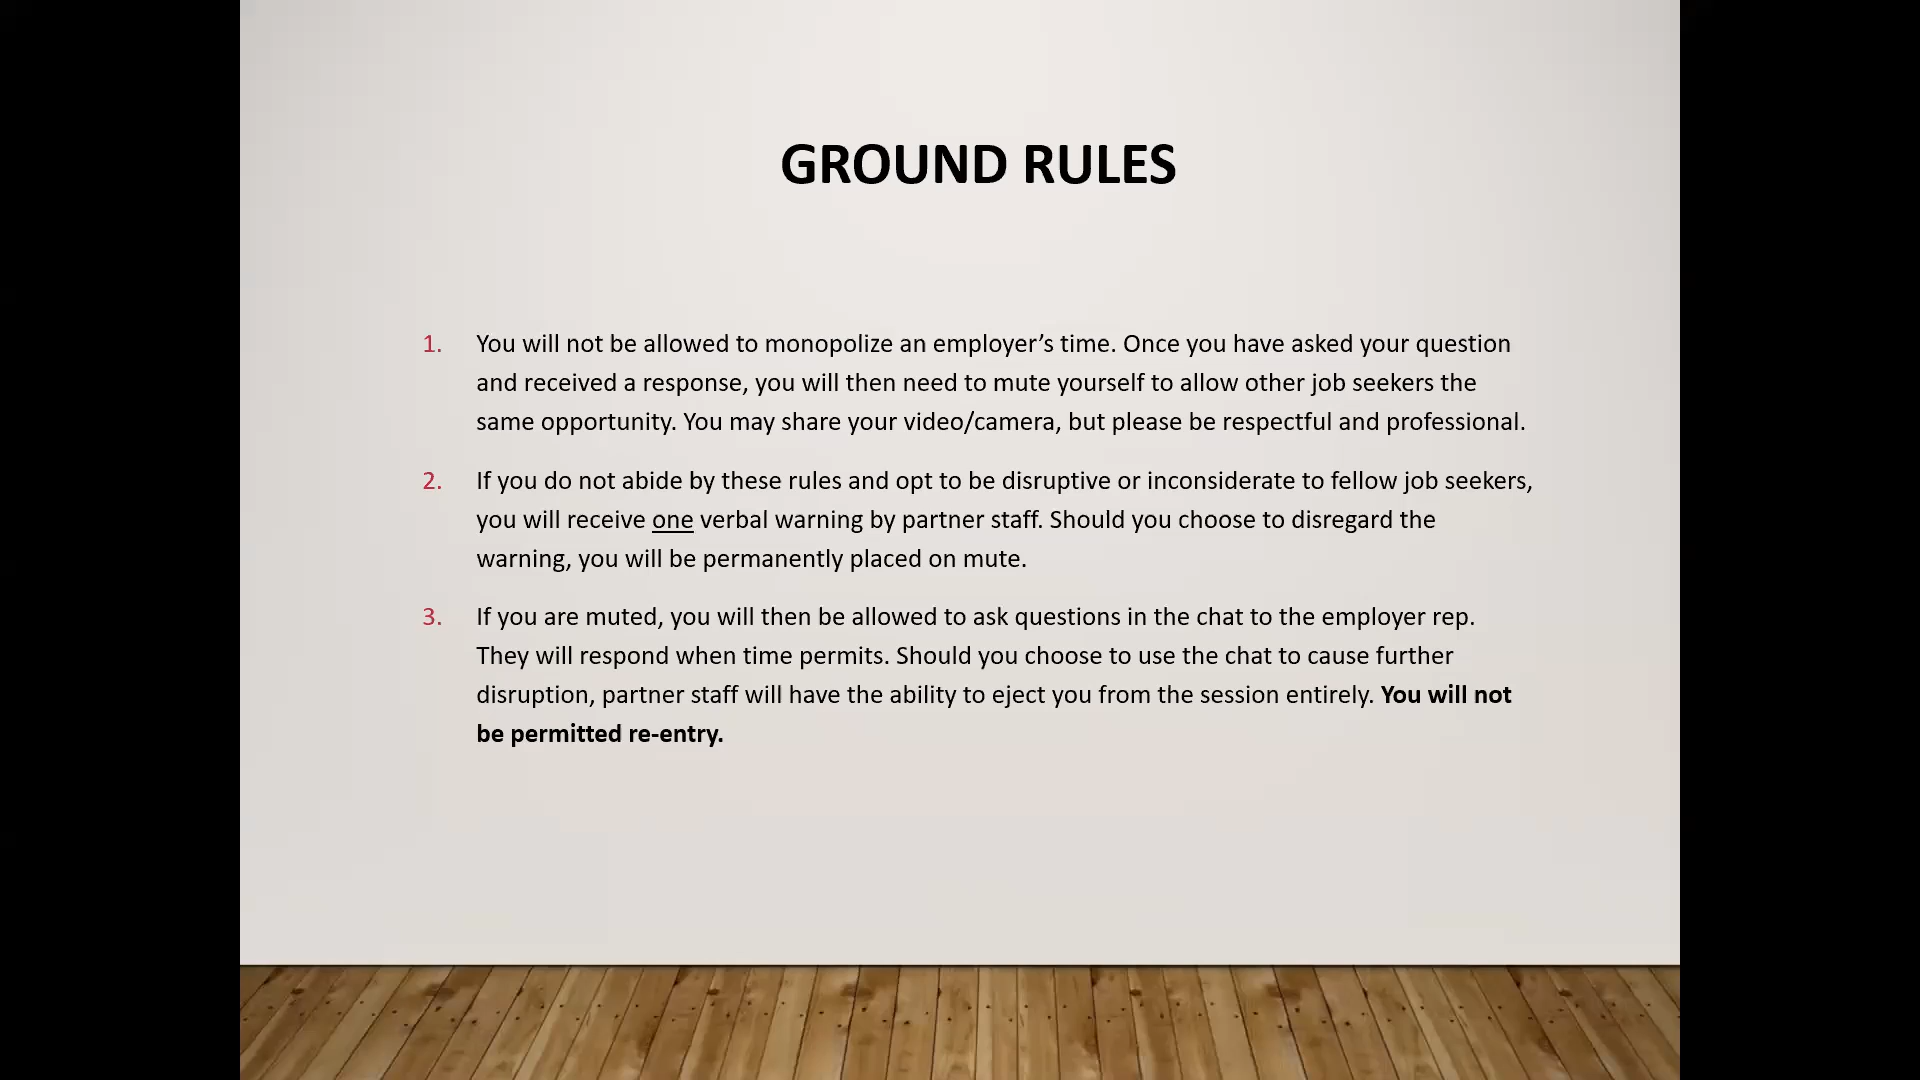 GROUND RULES
1. You will not be allowed to monopolize an employer’s time. Once you have asked your question
and received a response, you will then need to mute yourself to allow other job seekers the
same opportunity. You may share your video/camera, but please be respectful and professional.
2. If you do not abide by these rules and opt to be disruptive or inconsiderate to fellow job seekers,
you will receive one verbal warning by partner staff. Should you choose to disregard the
warning, you will be permanently placed on mute.
3. If you are muted, you will then be allowed to ask questions in the chat to the employer rep.
They will respond when time permits. Should you choose to use the chat to cause further
disruption, partner staff will have the ability to eject you from the session entirely. You will not
be permitted re-entry.